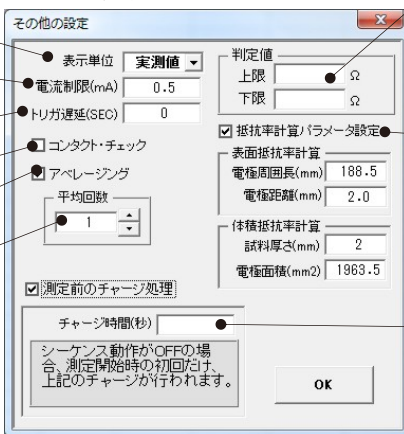 その他の設定
表示単位 実測値
電流制限(mA) 0.5
トリガ遅延(SEC) 0
コンタクト・チェック
アベレージング
平均回数
1
測定前のチャージ処理
チャージ時間(秒)
シーケンス動作がOFFの場
合、測定開始時の初回だけ、
上記のチャージが行われます。
判定値
上限 Ω
下限 Ω
抵抗率計算パラメータ設定
表面抵抗率計算
電極周囲長(mm) 188.5
電極距離(mm) 2.0
体積抵抗率計算
試料厚さ(mm) 2
電極面積(mm2) 1963.5
OK